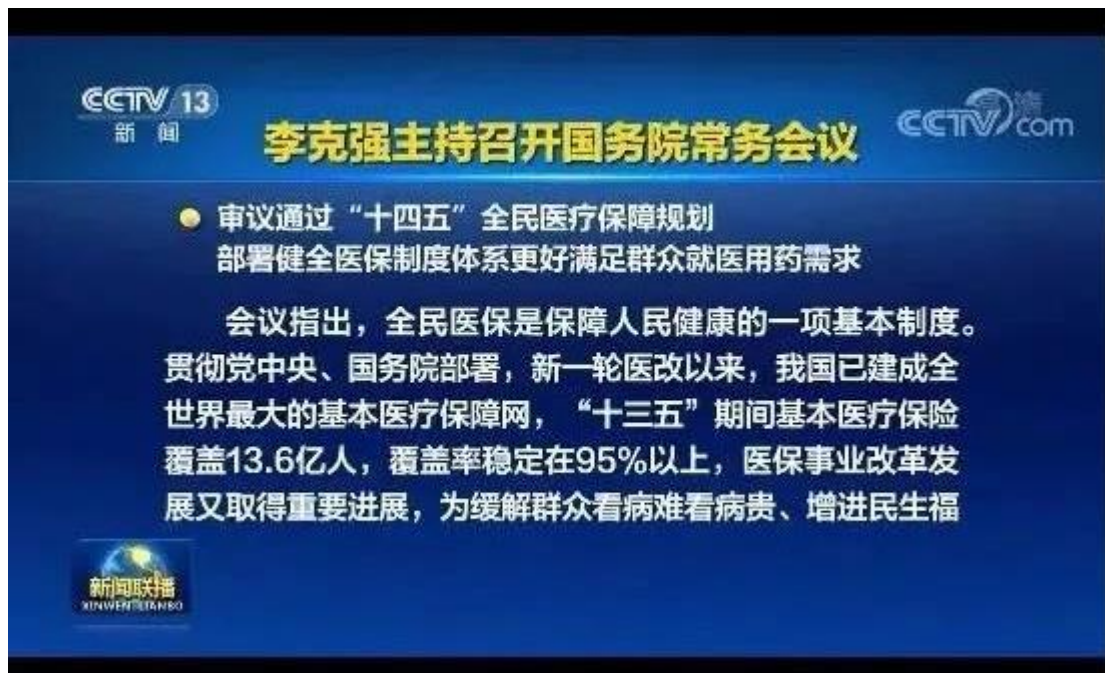 CCTV 13
新闻
CCTV com
李克强主持召开国务院常务会议
审议通过“十四五”全民医疗保障规划
部署健全医保制度体系更好满足群众就医用药需求
会议指出，全民医保是保障人民健康的一项基本制度。
贯彻党中央、国务院部署，新一轮医改以来，我国已建成全
世界最大的基本医疗保障网，“十三五”期间基本医疗保险
覆盖13.6亿人，覆盖率稳定在95%以上，医保事业改革发
展又取得重要进展，为缓解群众看病难看病贵、增进民生福
新闻联播
XINWEN LIANBO